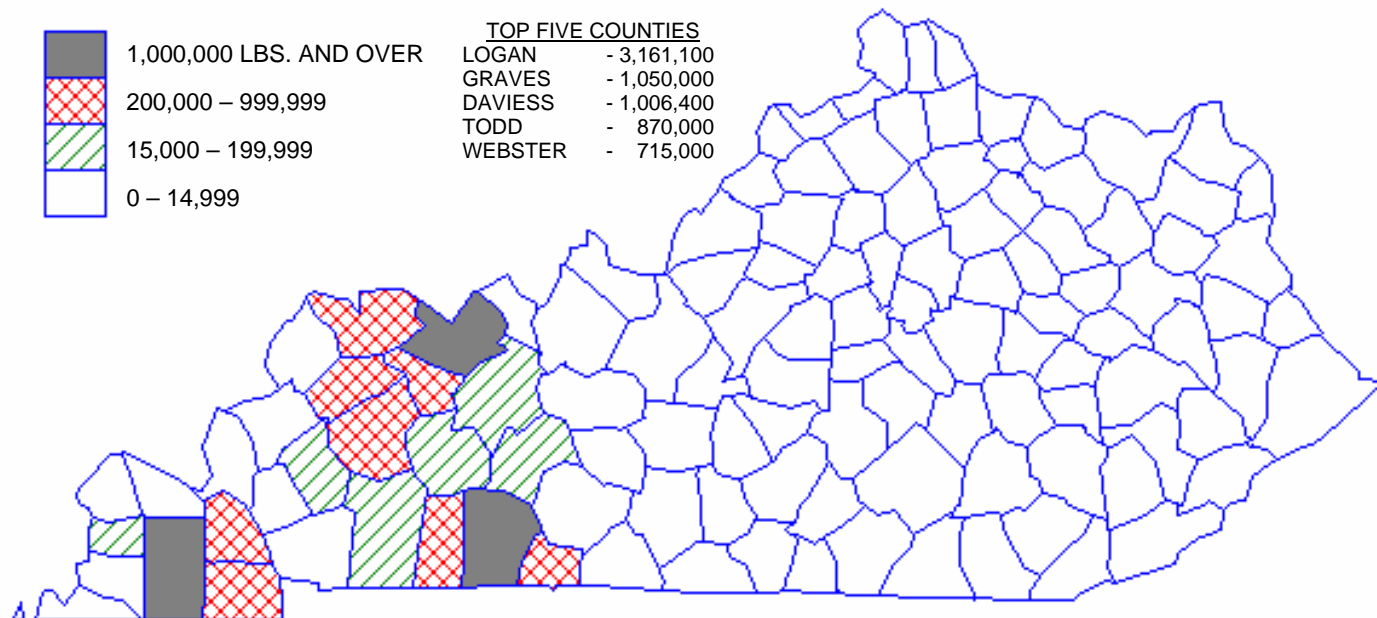 1,000,000 LBS. AND OVER
200,000 – 999,999
15,000 – 199,999
0 – 14,999
TOP FIVE COUNTIES
LOGAN - 3,161,100
GRAVES - 1,050,000
DAVIESS - 1,006,400
TODD - 870,000
WEBSTER - 715,000